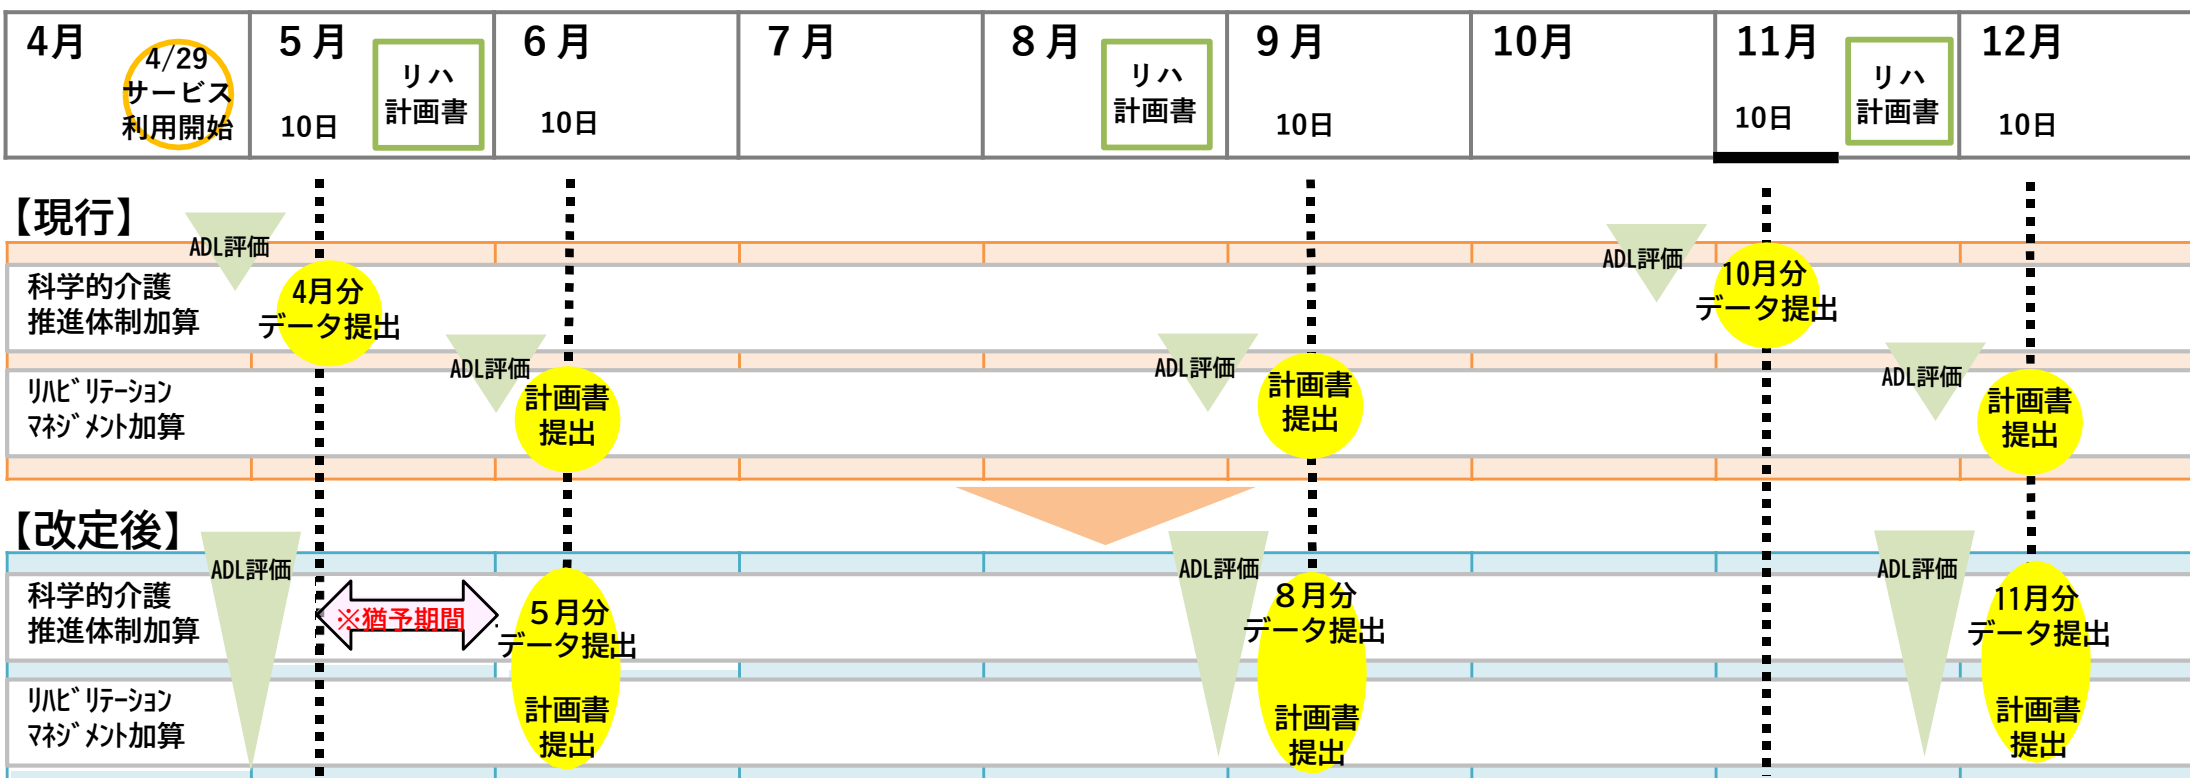 4月
4/29
サービス
利用開始
５月
10日
リハ
計画書
６月
10日
７月
８月
リハ
計画書
９月
10日
10月
11月
10日
リハ
計画書
12月
10日
【現行】
ADL評価
科学的介護
推進体制加算
4月分
データ提出
ADL評価
10月分
データ提出
リハビリテーション
マネジメント加算
ADL評価
計画書
提出
ADL評価
計画書
提出
ADL評価
計画書
提出
【改定後】
ADL評価
科学的介護
推進体制加算
※猶予期間
５月分
データ提出
ADL評価
８月分
データ提出
ADL評価
11月分
データ提出
リハビリテーション
マネジメント加算
計画書
提出
計画書
提出
計画書
提出